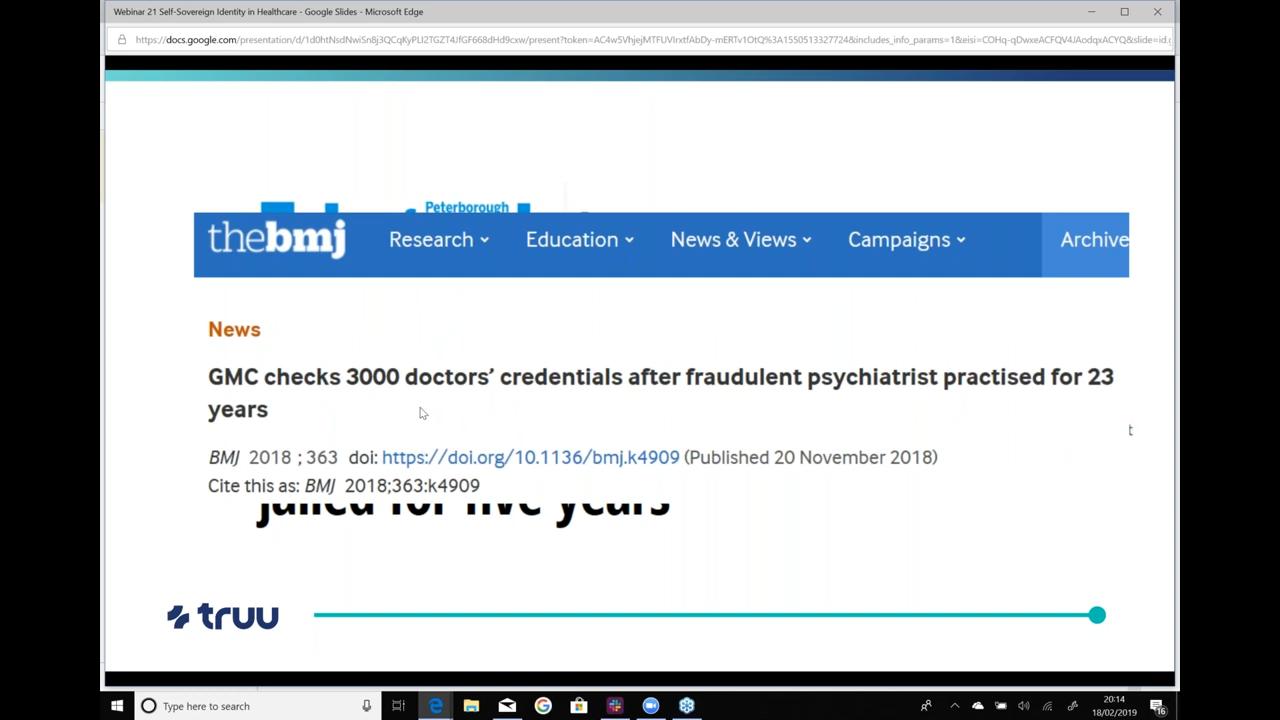 Webinar 21 Self-Sovereign Identity in Healthcare - Google Slides - Microsoft Edge
Peterborough
thebmj Research Education News & Views Campaigns Archive
News
GMC checks 3000 doctors' credentials after fraudulent psychiatrist practised for 23
years
t
BMJ 2018 ; 363 doi: https://doi.org/10.1136/bmj.k4909 (Published 20 November 2018)
Cite this as: BMJ 2018;363:k4909
jailed for five years
truu
Type here to search
20:14
18/02/2019
16